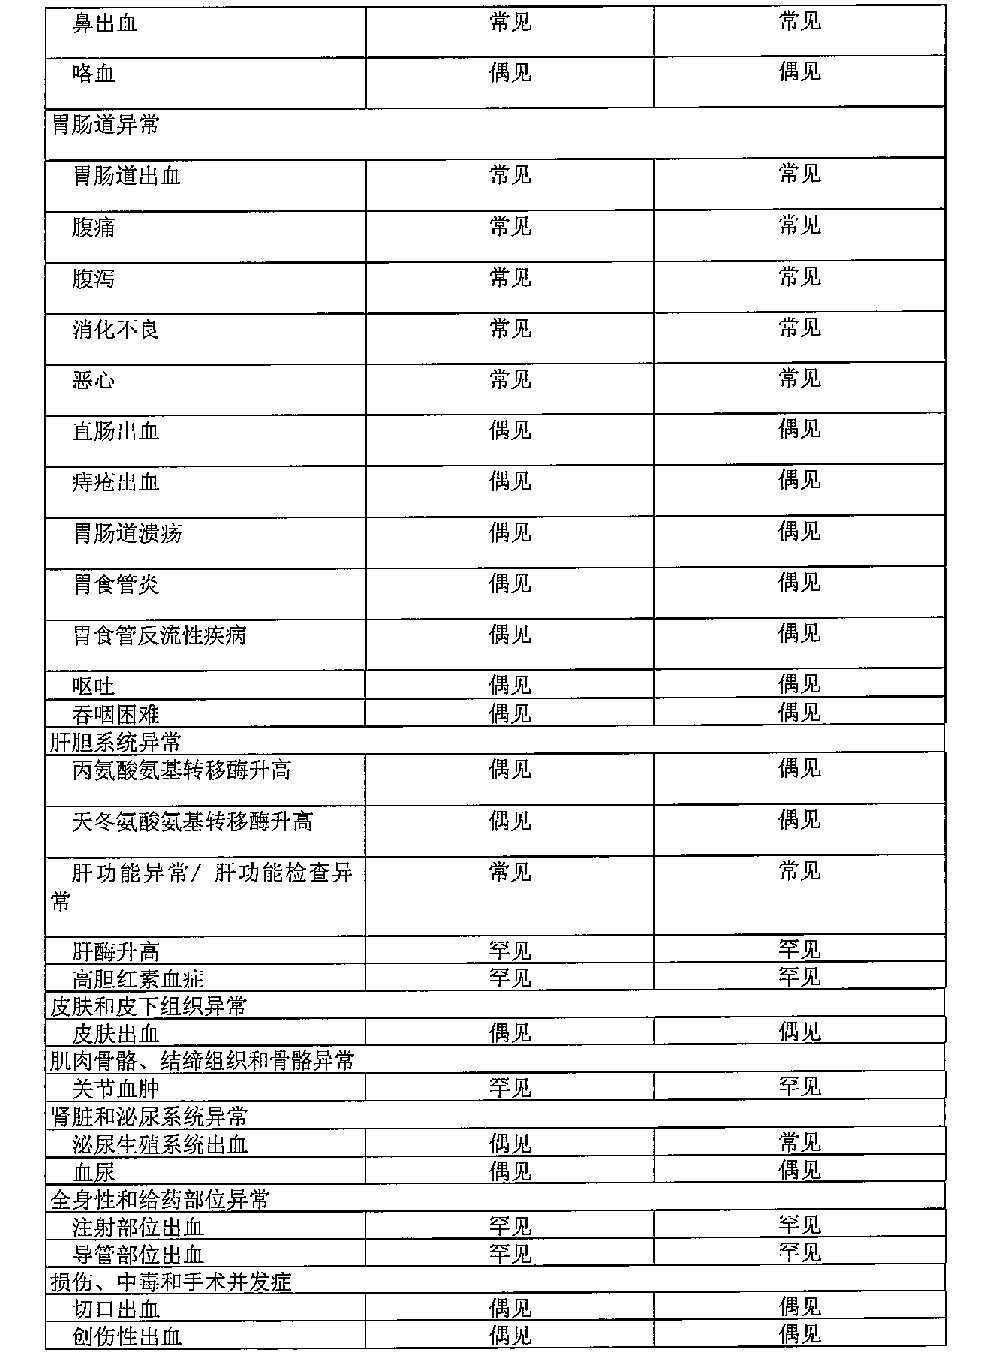 鼻出血 常见 常见
咯血 偶见 偶见
胃肠道异常
胃肠道出血 常见 常见
腹痛 常见 常见
腹泻 常见 常见
消化不良 常见 常见
恶心 常见 常见
直肠出血 偶见 偶见
痔疮出血 偶见 偶见
胃肠道溃疡 偶见 偶见
胃食管炎 偶见 偶见
胃食管反流性疾病 偶见 偶见
呕吐 偶见 偶见
吞咽困难 偶见 偶见
肝胆系统异常
丙氨酸氨基转移酶升高 偶见 偶见
天冬氨酸氨基转移酶升高 偶见 偶见
肝功能异常/ 肝功能检查异 常见 常见
常
肝酶升高 罕见 罕见
高胆红素血症 罕见 罕见
皮肤和皮下组织异常
皮肤出血 偶见 偶见
肌肉骨骼、结缔组织和骨骼异常
关节血肿 罕见 罕见
肾脏和泌尿系统异常
泌尿生殖系统出血 偶见 常见
血尿 偶见 偶见
全身性和给药部位异常
注射部位出血 罕见 罕见
导管部位出血 罕见 罕见
损伤、中毒和手术并发症
切口出血 偶见 偶见
创伤性出血 偶见 偶见